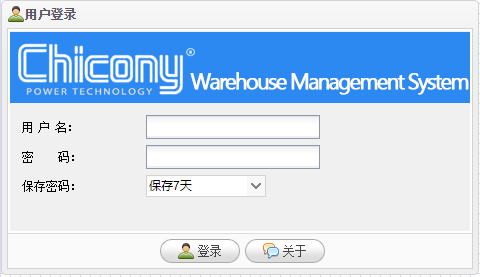 用户登录
Chicony®
POWER TECHNOLOGY
Warehouse Management System
用 户 名：
密 码：
保存密码：
保存7天
登录
关于